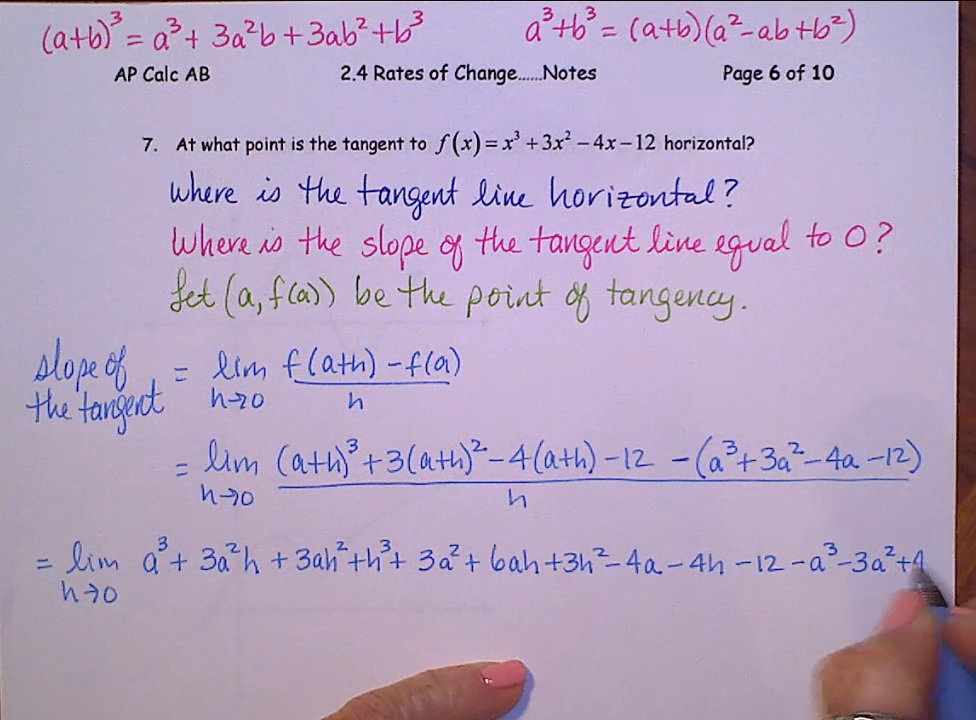 (a+b)³ = a³ + 3a²b + 3ab² + b³ a³+b³ = (a+b)(a²-ab+b²)
AP Calc AB 2.4 Rates of Change......Notes Page 6 of 10
7. At what point is the tangent to f(x) = x³ + 3x² - 4x - 12 horizontal?
Where is the tangent line horizontal?
Where is the slope of the tangent line equal to 0?
Let (a, f(a)) be the point of tangency.
slope of the tangent = lim h→0 f(a+h) - f(a) / h
= lim h→0 (a+h)³ + 3(a+h)² - 4(a+h) - 12 - (a³ + 3a² - 4a - 12) / h
= lim h→0 a³ + 3a²h + 3ah² + h³ + 3a² + 6ah + 3h² - 4a - 4h - 12 - a³ - 3a² + 4